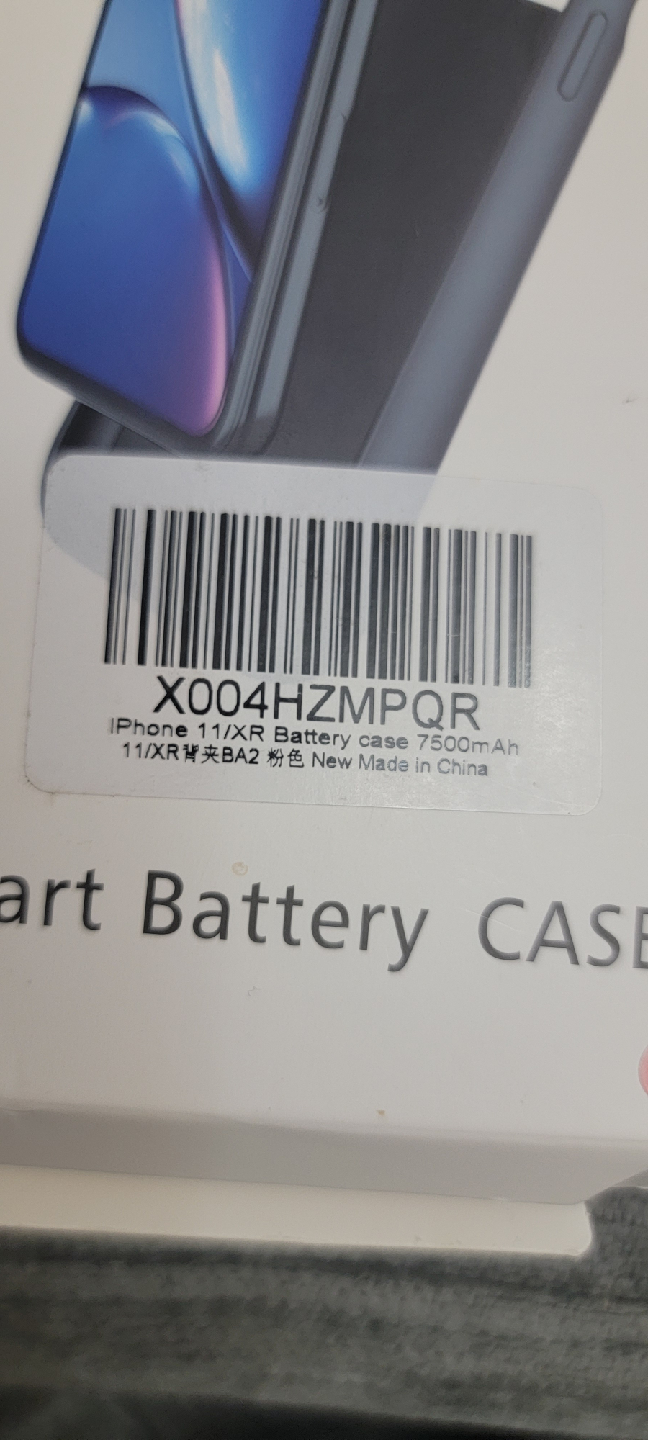 X004HZMPQR
iPhone 11/XR Battery case 7500mAh
11/XR背夹BA2 粉色 New Made in China
art Battery CASE